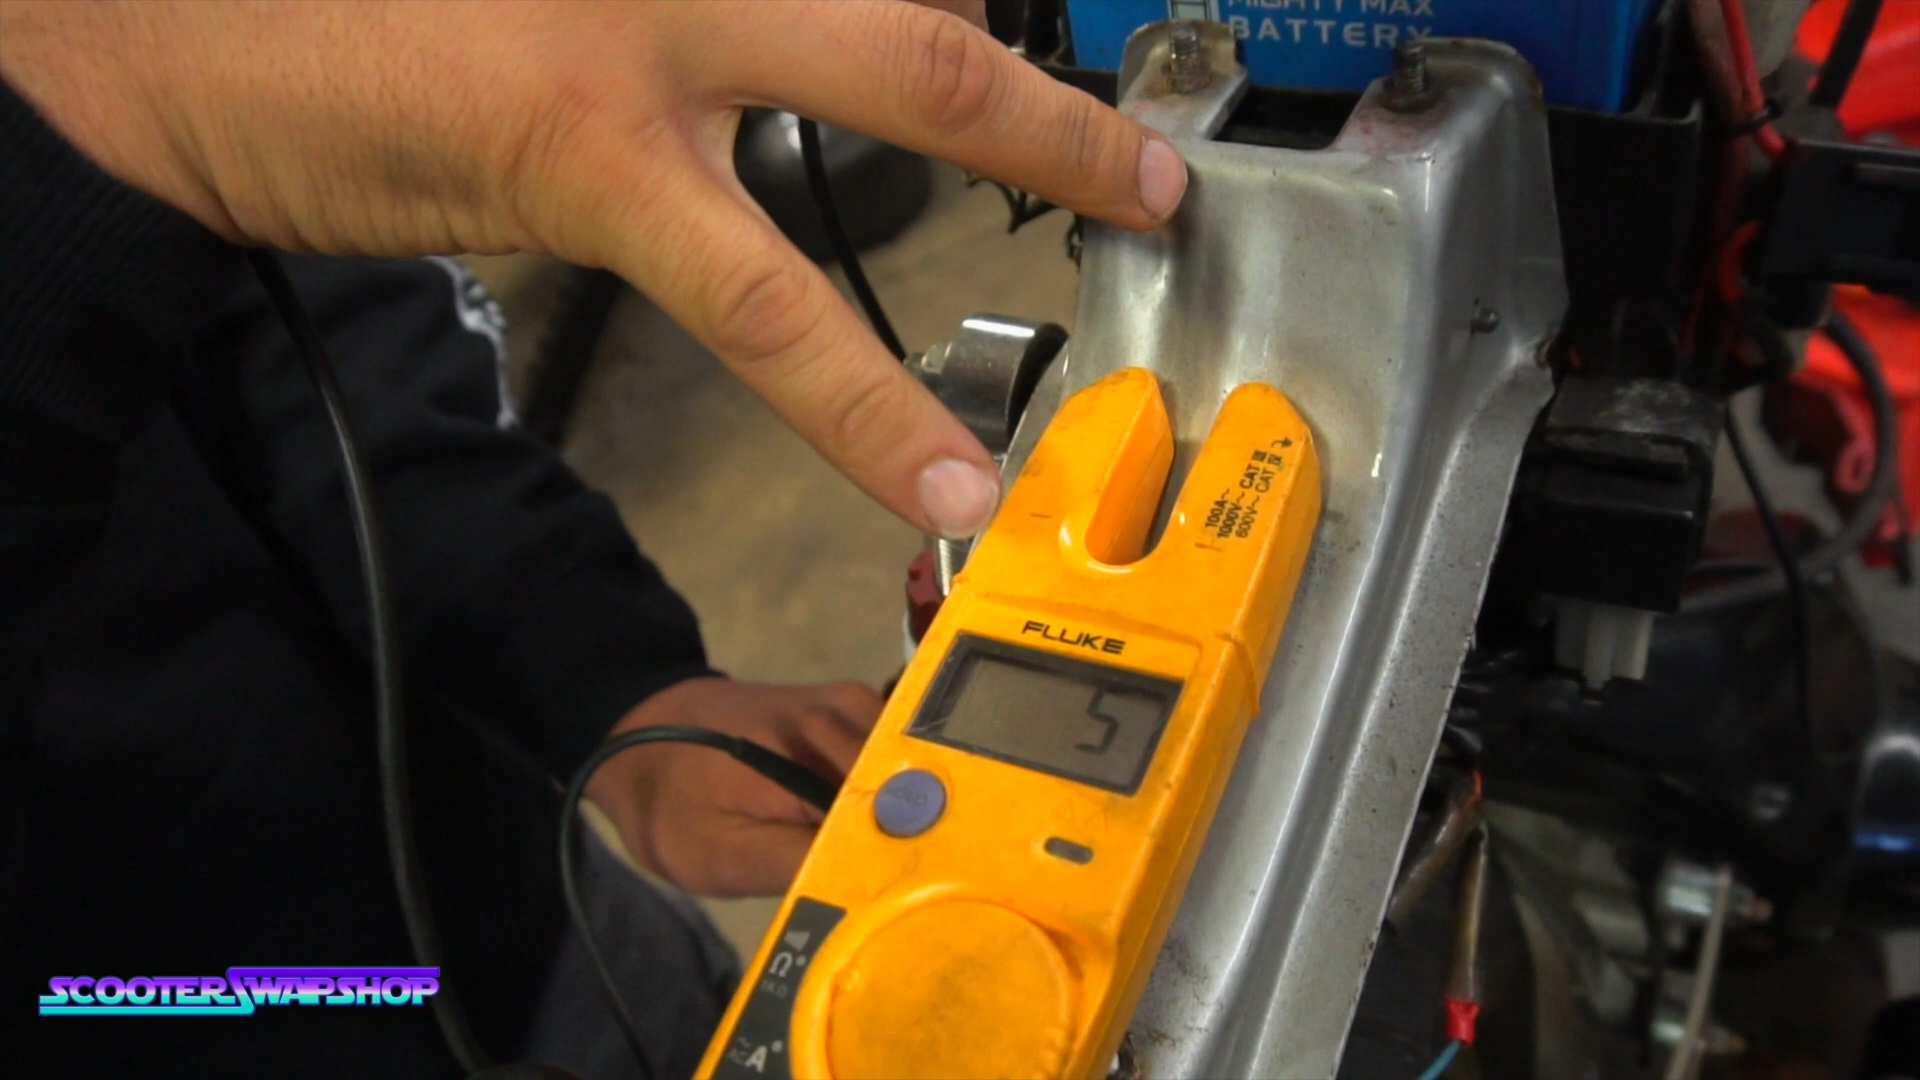 MIGHTY MAX
BATTERY
100A~
1000V~ CAT III
600V~ CAT IV
FLUKE
5
Ω
A
SCOOTERSWAPSHOP